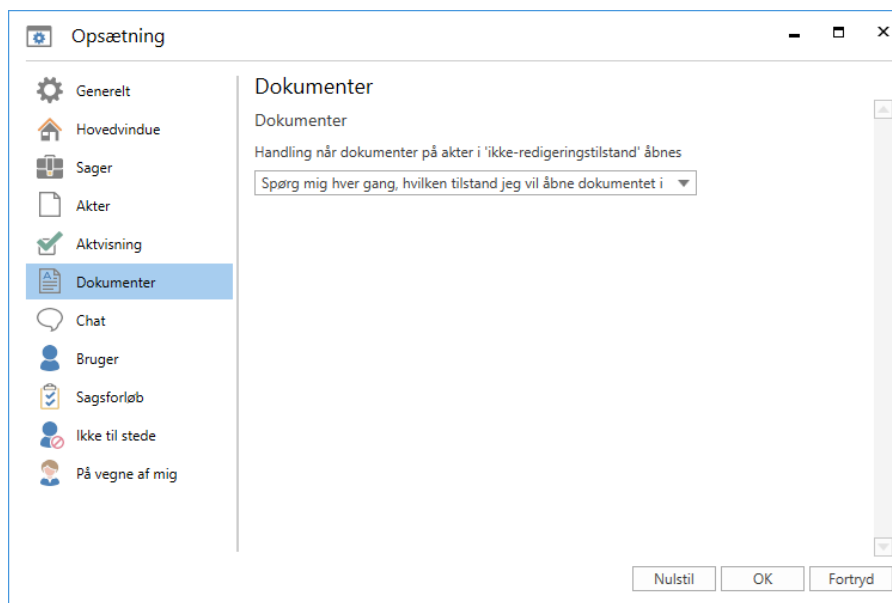 Opsætning
Generelt
Hovedvindue
Sager
Akter
Aktvisning
Dokumenter
Chat
Bruger
Sagsforløb
Ikke til stede
På vegne af mig
Dokumenter
Dokumenter
Handling når dokumenter på akter i 'ikke-redigeringstilstand' åbnes
Spørg mig hver gang, hvilken tilstand jeg vil åbne dokumentet i
Nulstil
OK
Fortryd